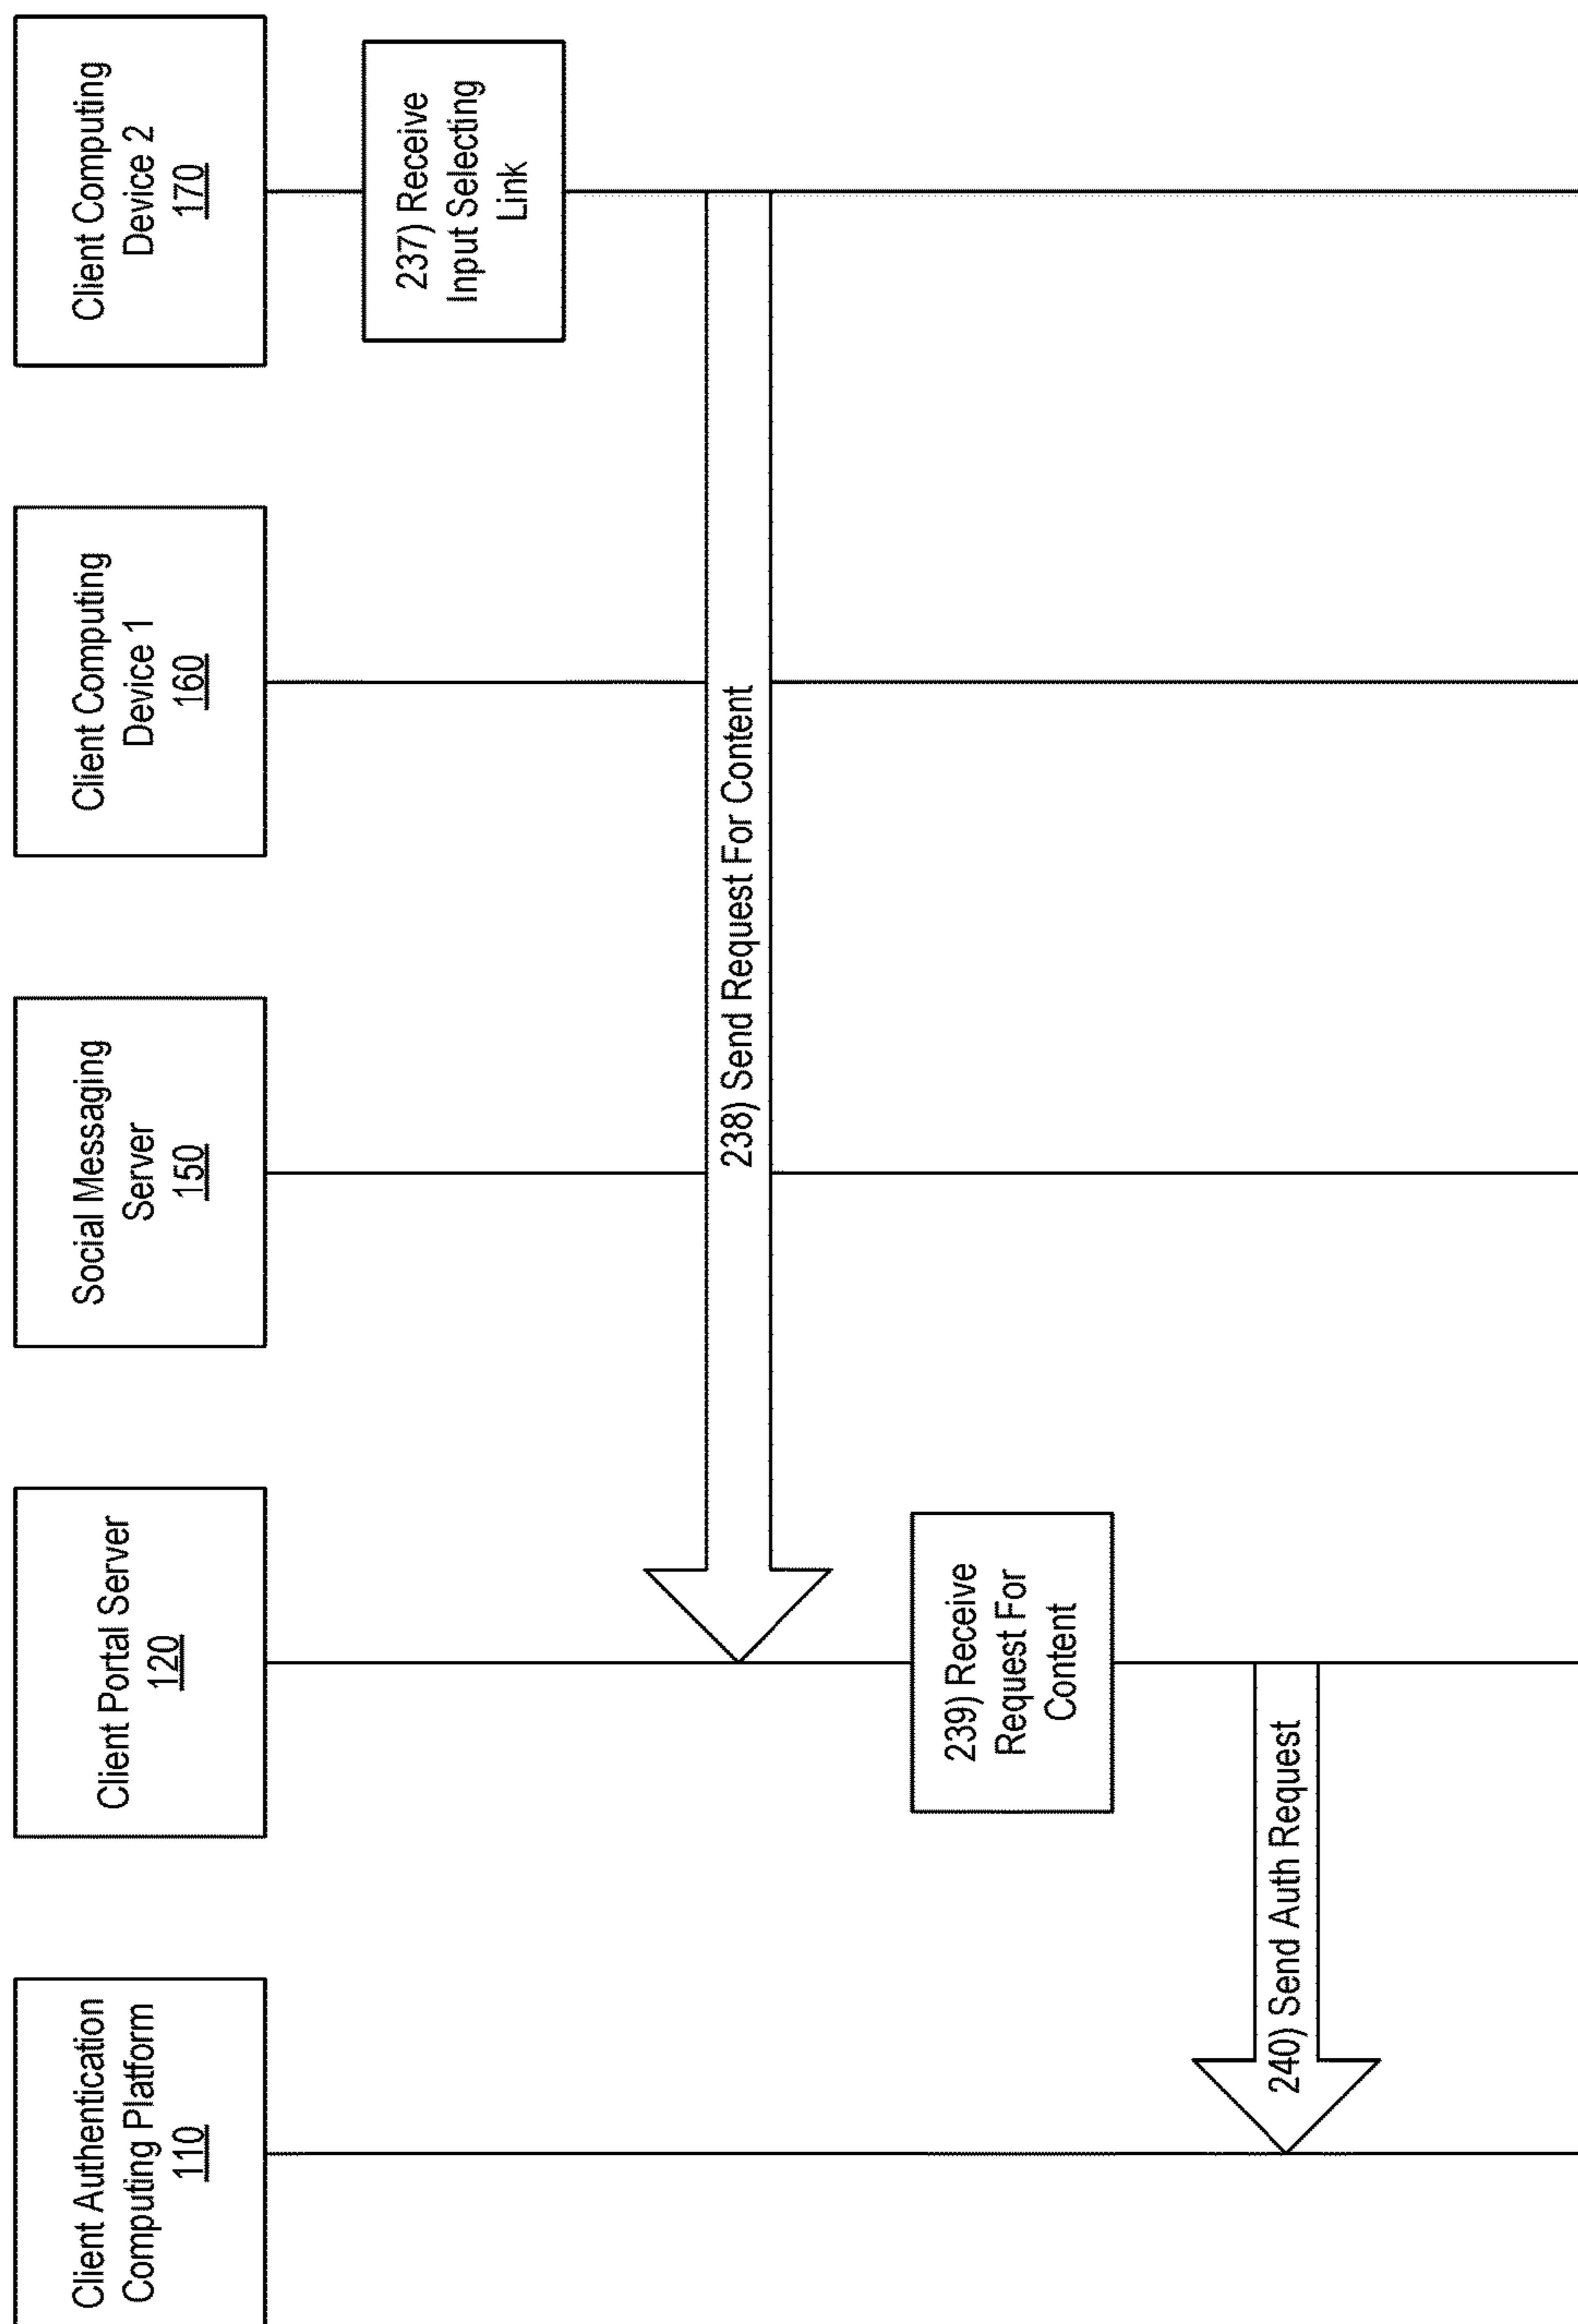 Client Authentication
Computing Platform
110
Client Portal Server
120
Social Messaging
Server
150
Client Computing
Device 1
160
Client Computing
Device 2
170
237) Receive
Input Selecting
Link
238) Send Request For Content
239) Receive
Request For
Content
240) Send Auth Request